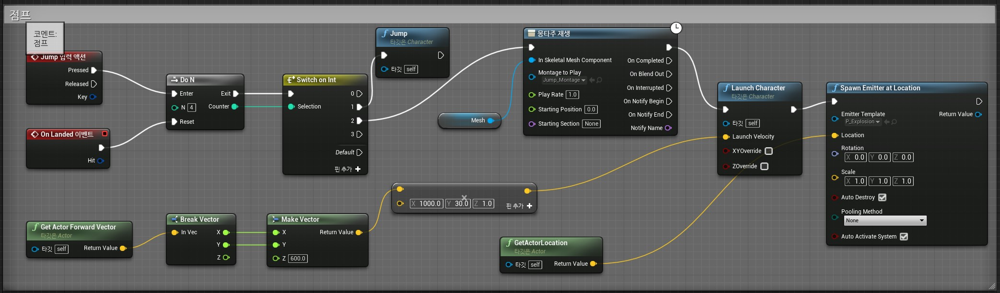 점프
코멘트:
점프
Jump 입력 액션
Pressed
Released
Key
On Landed 이벤트
Hit
Do N
Enter
Exit
N 4
Counter
Reset
Switch on Int
Selection
0
1
2
3
Default
핀 추가
Jump
타깃은 Character
타깃 self
Mesh
몽타주 재생
In Skeletal Mesh Component
On Completed
Montage to Play
Jump_Montage
On Blend Out
On Interrupted
Play Rate 1.0
On Notify Begin
Starting Position 0.0
On Notify End
Starting Section None
Notify Name
Launch Character
타깃은 Character
타깃 self
Launch Velocity
XYOverride
ZOverride
Spawn Emitter at Location
Emitter Template
P_Explosion
Return Value
Location
Rotation
X 0.0 Y 0.0 Z 0.0
Scale
X 1.0 Y 1.0 Z 1.0
Auto Destroy
Pooling Method
None
Auto Activate System
Get Actor Forward Vector
타깃은 Actor
타깃 self
Return Value
Break Vector
In Vec
X
Y
Z
Make Vector
X
Return Value
Y
Z 600.0
×
X 1000.0 Y 30.0 Z 1.0
핀 추가
GetActorLocation
타깃은 Actor
타깃 self
Return Value